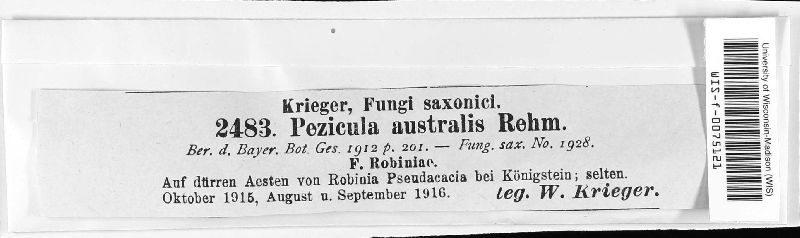 Krieger, Fungi saxonici.
2483. Pezicula australis Rehm.
Ber. d. Bayer. Bot. Ges. 1912 p. 201. — Fung. sax. No. 1928.
F. Robiniae.
Auf dürren Aesten von Robinia Pseudacacia bei Königstein; selten.
Oktober 1915, August u. September 1916. leg. W. Krieger.
University of Wisconsin-Madison (WIS)
WIS-f-0075121